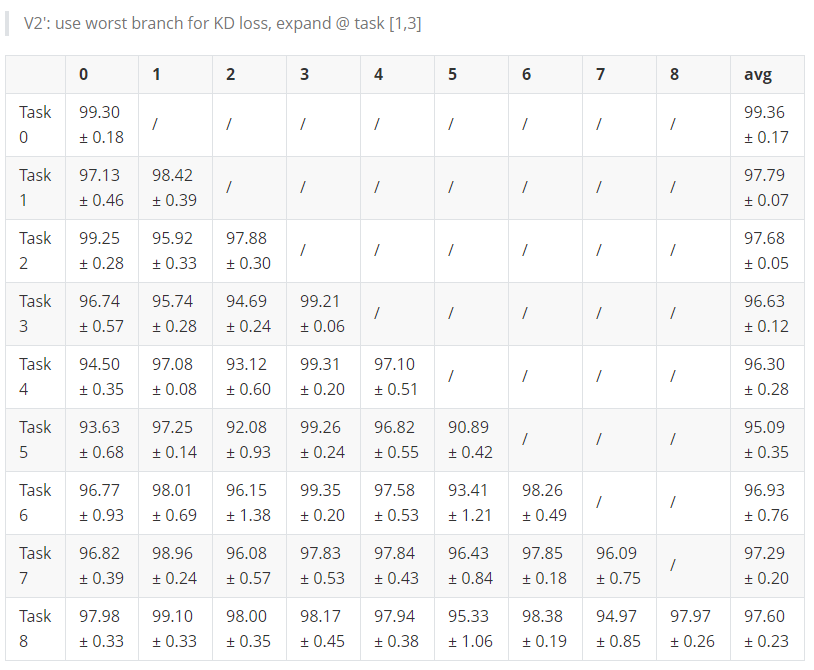 V2': use worst branch for KD loss, expand @ task [1,3]
0 1 2 3 4 5 6 7 8 avg
Task 99.30 99.36
0 ± 0.18 / / / / / / / / ± 0.17
Task 97.13 98.42 97.79
1 ± 0.46 ± 0.39 / / / / / / / ± 0.07
Task 99.25 95.92 97.88 97.68
2 ± 0.28 ± 0.33 ± 0.30 / / / / / / ± 0.05
Task 96.74 95.74 94.69 99.21 96.63
3 ± 0.57 ± 0.28 ± 0.24 ± 0.06 / / / / / ± 0.12
Task 94.50 97.08 93.12 99.31 97.10 96.30
4 ± 0.35 ± 0.08 ± 0.60 ± 0.20 ± 0.51 / / / / ± 0.28
Task 93.63 97.25 92.08 99.26 96.82 90.89 95.09
5 ± 0.68 ± 0.14 ± 0.93 ± 0.24 ± 0.55 ± 0.42 / / / ± 0.35
Task 96.77 98.01 96.15 99.35 97.58 93.41 98.26 96.93
6 ± 0.93 ± 0.69 ± 1.38 ± 0.20 ± 0.53 ± 1.21 ± 0.49 / / ± 0.76
Task 96.82 98.96 96.08 97.83 97.84 96.43 97.85 96.09 97.29
7 ± 0.39 ± 0.24 ± 0.57 ± 0.53 ± 0.43 ± 0.84 ± 0.18 ± 0.75 / ± 0.20
Task 97.98 99.10 98.00 98.17 97.94 95.33 98.38 94.97 97.97 97.60
8 ± 0.33 ± 0.33 ± 0.35 ± 0.45 ± 0.38 ± 1.06 ± 0.19 ± 0.85 ± 0.26 ± 0.23